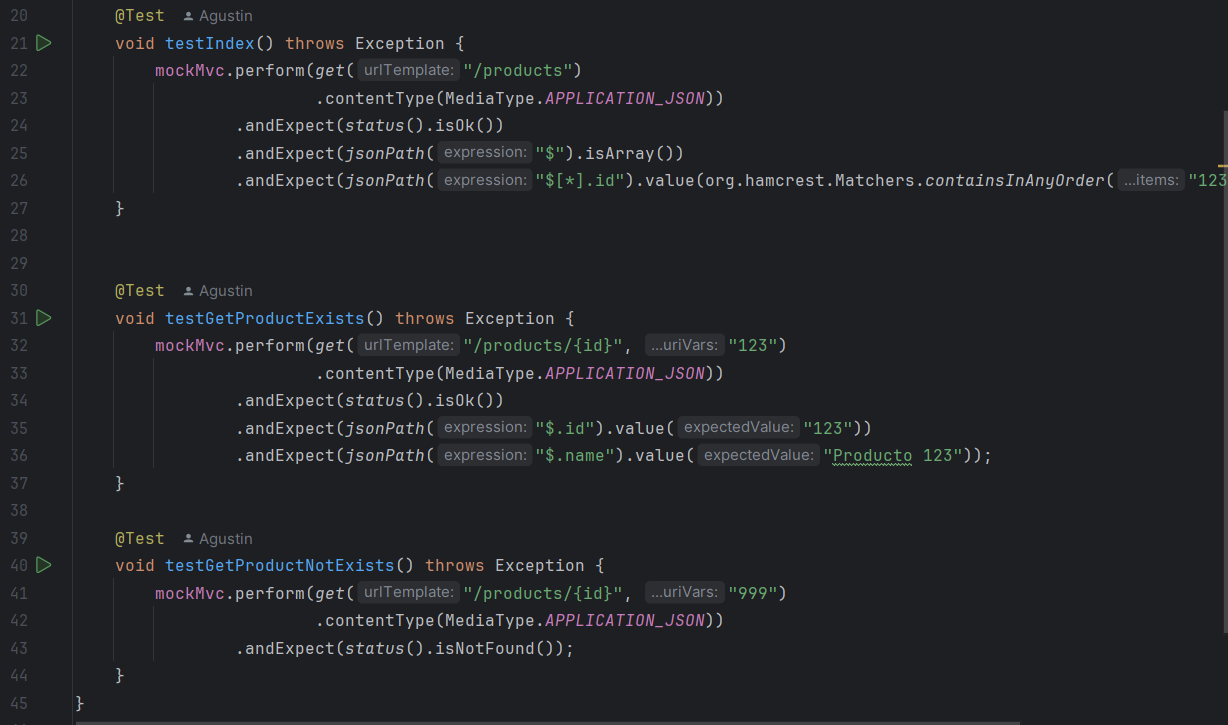 20 @Test Agustin
21 void testIndex() throws Exception {
22 mockMvc.perform(get( urlTemplate: "/products")
23 .contentType(MediaType.APPLICATION_JSON))
24 .andExpect(status().isOk())
25 .andExpect(jsonPath( expression: "$").isArray())
26 .andExpect(jsonPath( expression: "$[*].id").value(org.hamcrest.Matchers.containsInAnyOrder( ...items: "123
27 }
28
29
30 @Test Agustin
31 void testGetProductExists() throws Exception {
32 mockMvc.perform(get( urlTemplate: "/products/{id}", ...uriVars: "123")
33 .contentType(MediaType.APPLICATION_JSON))
34 .andExpect(status().isOk())
35 .andExpect(jsonPath( expression: "$.id").value( expectedValue: "123"))
36 .andExpect(jsonPath( expression: "$.name").value( expectedValue: "Producto 123"));
37 }
38
39 @Test Agustin
40 void testGetProductNotExists() throws Exception {
41 mockMvc.perform(get( urlTemplate: "/products/{id}", ...uriVars: "999")
42 .contentType(MediaType.APPLICATION_JSON))
43 .andExpect(status().isNotFound());
44 }
45 }